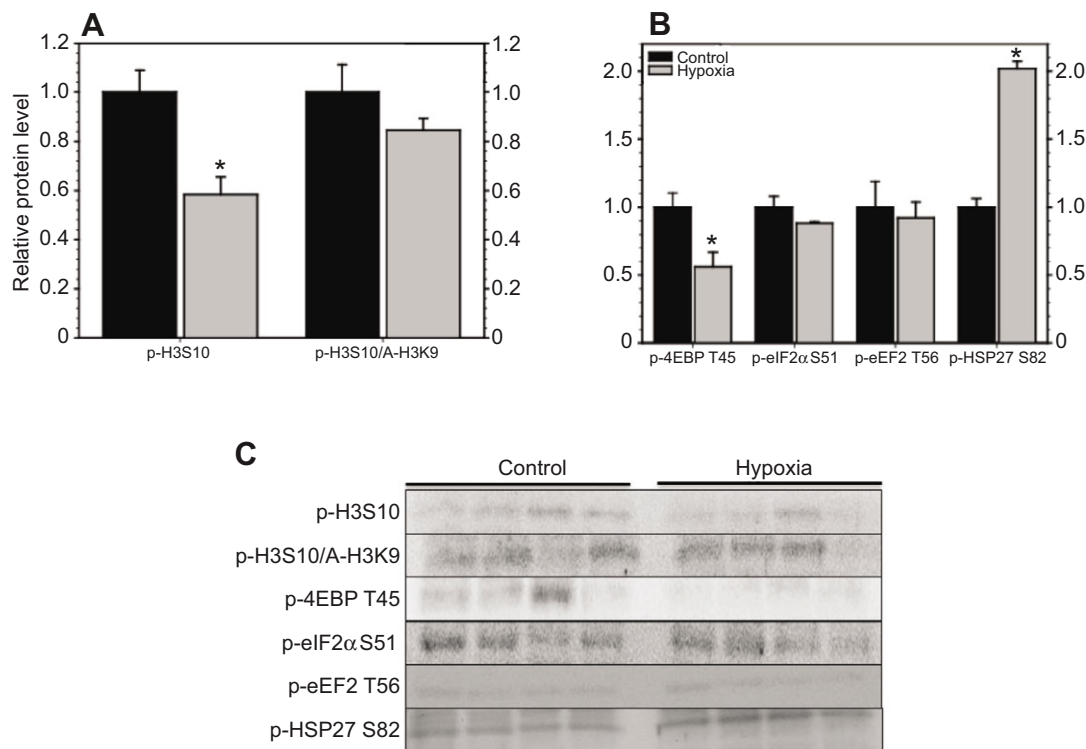 A
1.2
1.0
0.8
0.6
0.4
0.2
0
Relative protein level
*
1.2
1.0
0.8
0.6
0.4
0.2
0
p-H3S10 p-H3S10/A-H3K9
B
Control
Hypoxia
2.0
1.5
1.0
0.5
0
*
*
2.0
1.5
1.0
0.5
0
p-4EBP T45 p-eIF2α S51 p-eEF2 T56 p-HSP27 S82
C
Control Hypoxia
p-H3S10
p-H3S10/A-H3K9
p-4EBP T45
p-eIF2α S51
p-eEF2 T56
p-HSP27 S82